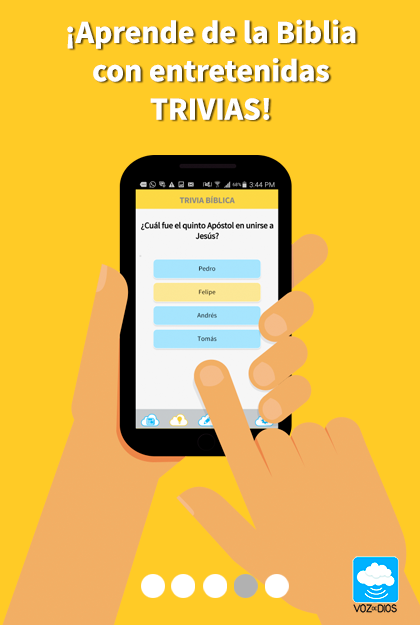 ¡Aprende de la Biblia
con entretenidas
TRIVIAS!
3:44 PM
TRIVIA BÍBLICA
¿Cuál fue el quinto Apóstol en unirse a
Jesús?
Pedro
Felipe
Andrés
Tomás
VOZ DE DIOS